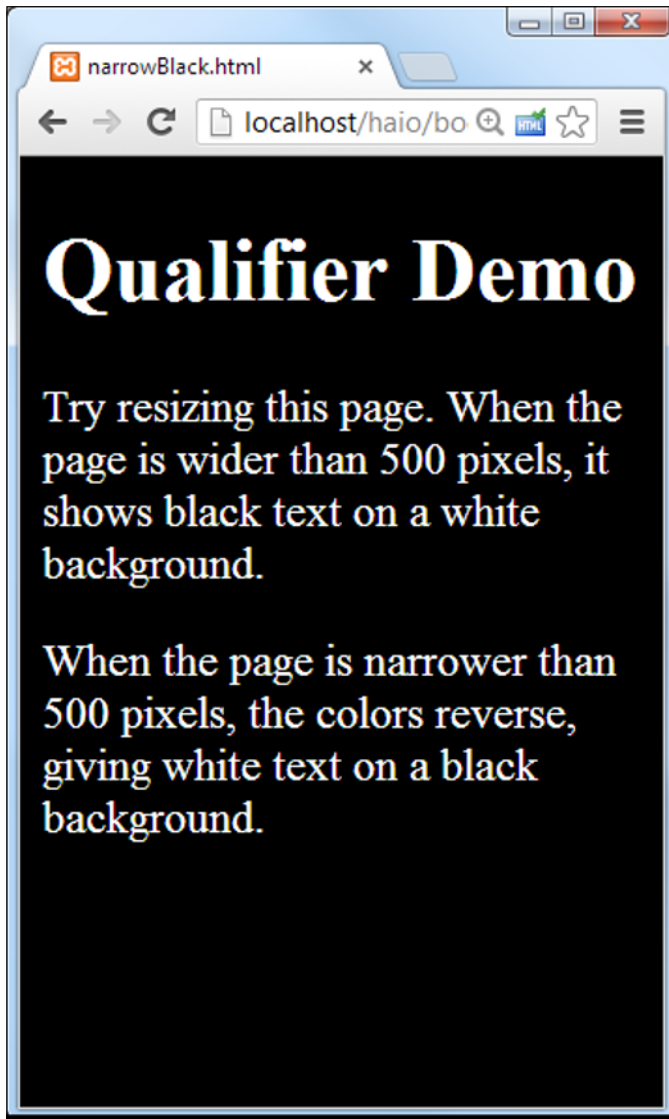 narrowBlack.html
localhost/haio/bo
HTML
Qualifier Demo
Try resizing this page. When the
page is wider than 500 pixels, it
shows black text on a white
background.
When the page is narrower than
500 pixels, the colors reverse,
giving white text on a black
background.